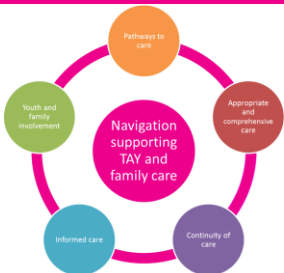 Pathways to
care
Appropriate
and
comprehensive
care
Continuity of
care
Informed care
Youth and
family
involvement
Navigation
supporting
TAY and
family care